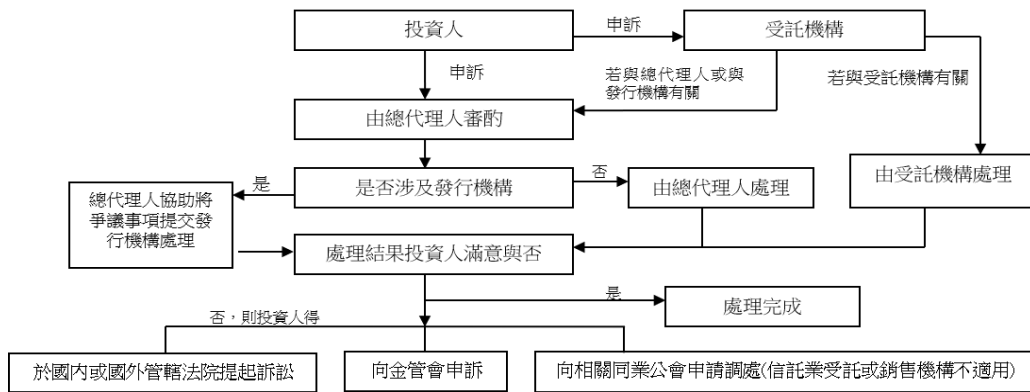 投資人
申訴
受託機構
申訴
若與總代理人或與
發行機構有關
若與受託機構有關
由總代理人審酌
是否涉及發行機構
是
否
由總代理人處理
由受託機構處理
總代理人協助將
爭議事項提交發
行機構處理
處理結果投資人滿意與否
是
處理完成
否，則投資人得
於國內或國外管轄法院提起訴訟
向金管會申訴
向相關同業公會申請調處(信託業受託或銷售機構不適用)